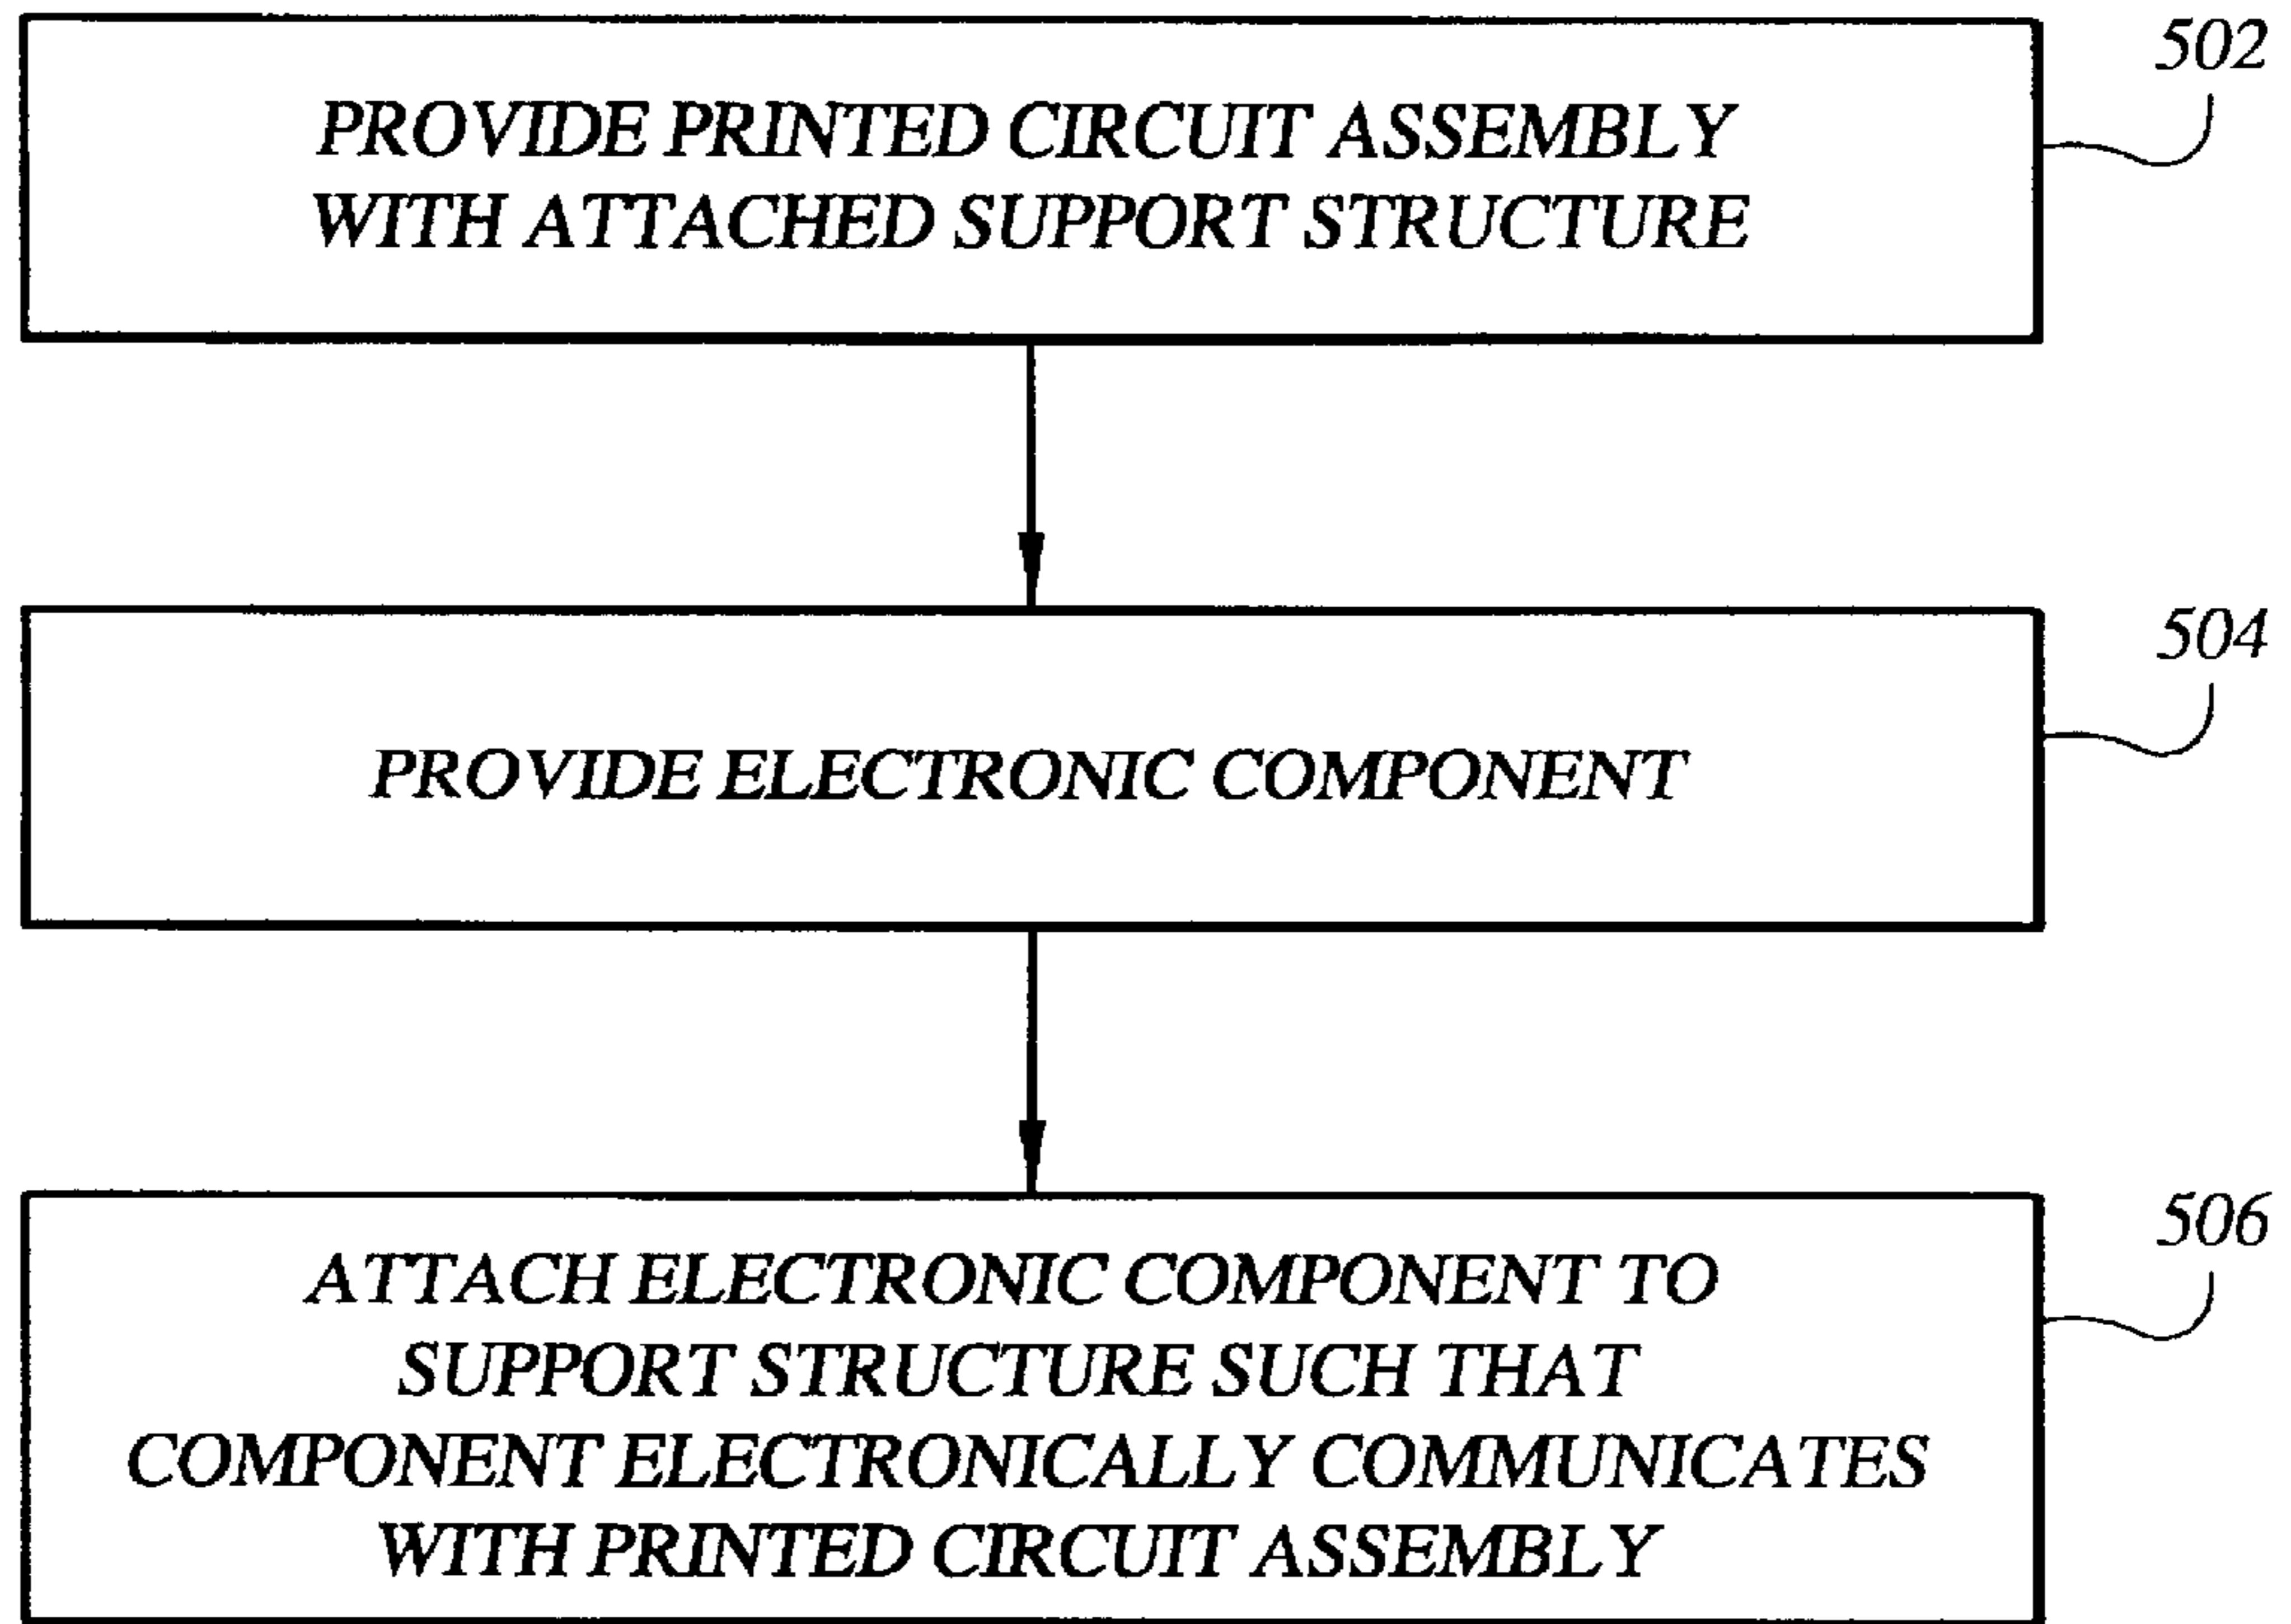 502
PROVIDE PRINTED CIRCUIT ASSEMBLY
WITH ATTACHED SUPPORT STRUCTURE
504
PROVIDE ELECTRONIC COMPONENT
506
ATTACH ELECTRONIC COMPONENT TO
SUPPORT STRUCTURE SUCH THAT
COMPONENT ELECTRONICALLY COMMUNICATES
WITH PRINTED CIRCUIT ASSEMBLY